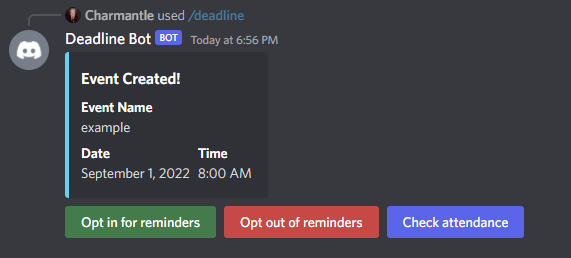 Charmantle used /deadline
Deadline Bot BOT Today at 6:56 PM
Event Created!
Event Name
example
Date Time
September 1, 2022 8:00 AM
Opt in for reminders Opt out of reminders Check attendance